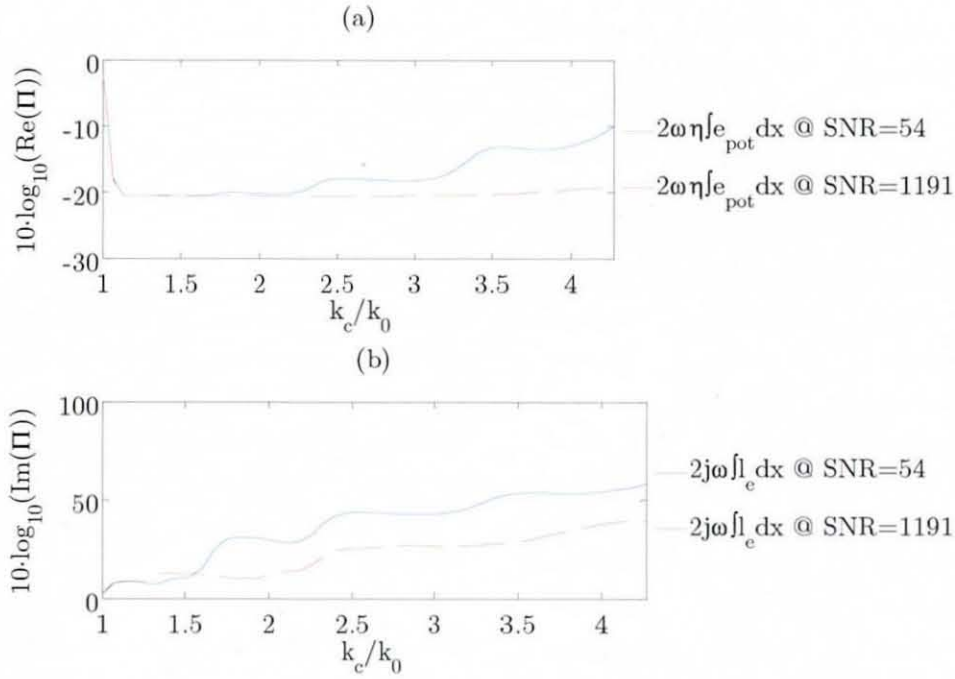 (a)
10·log10(Re(Π))
0
-10
-20
-30
1 1.5 2 2.5 3 3.5 4
kc/k0
2ωη∫epotdx @ SNR=54
2ωη∫epotdx @ SNR=1191
(b)
10·log10(Im(Π))
100
50
0
1 1.5 2 2.5 3 3.5 4
kc/k0
2jω∫ledx @ SNR=54
2jω∫ledx @ SNR=1191